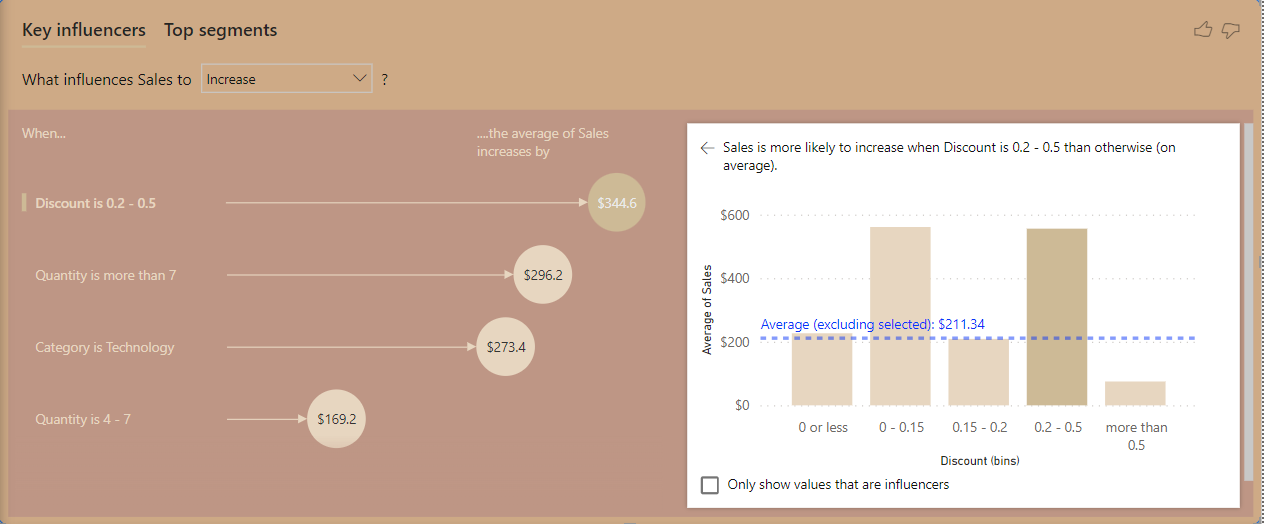 Key influencers Top segments
What influences Sales to Increase ?
When...
....the average of Sales
increases by
Discount is 0.2 - 0.5 $344.6
Quantity is more than 7 $296.2
Category is Technology $273.4
Quantity is 4 - 7 $169.2
Sales is more likely to increase when Discount is 0.2 - 0.5 than otherwise (on
average).
$600
$400
Average (excluding selected): $211.34
$200
$0
Average of Sales
0 or less 0 - 0.15 0.15 - 0.2 0.2 - 0.5 more than
0.5
Discount (bins)
Only show values that are influencers